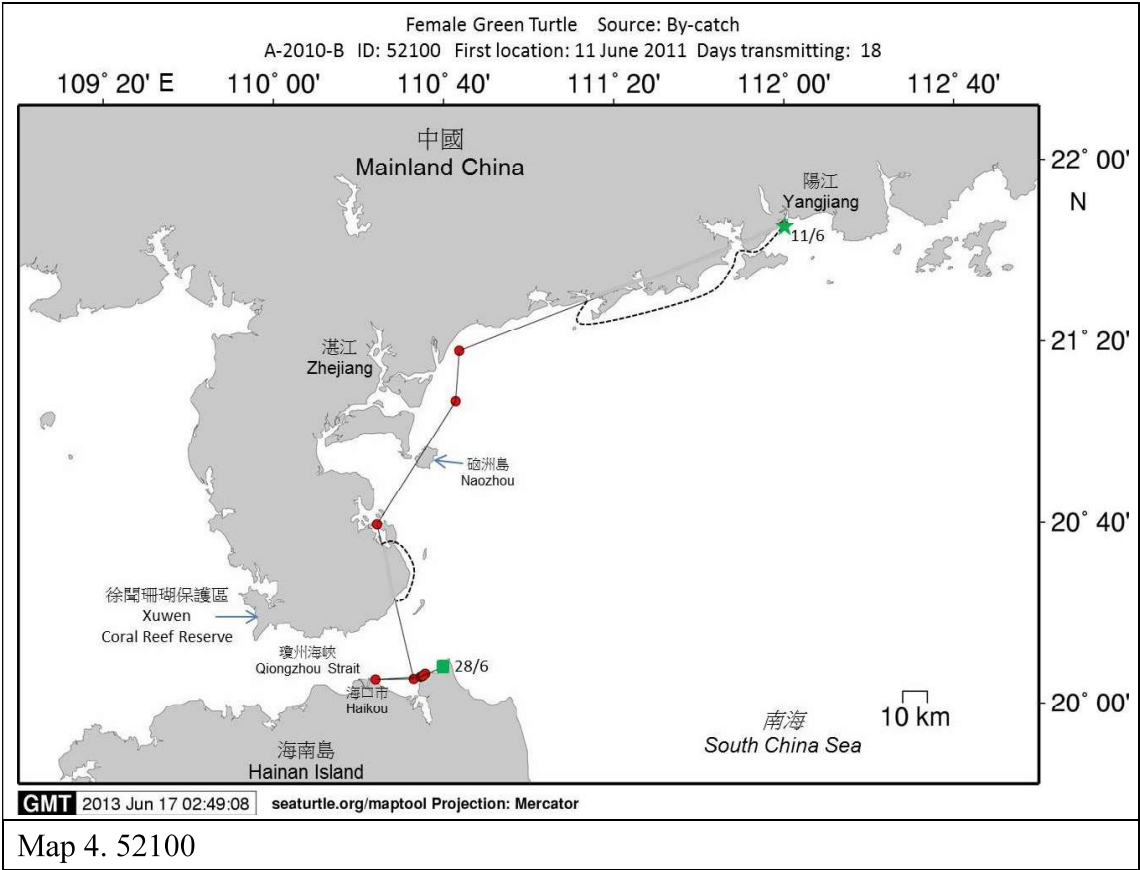 Female Green Turtle Source: By-catch
A-2010-B ID: 52100 First location: 11 June 2011 Days transmitting: 18
109° 20' E 110° 00' 110° 40' 111° 20' 112° 00' 112° 40'
中國
Mainland China
22° 00'
N
陽江
Yangjiang
11/6
21° 20'
湛江
Zhejiang
硇洲島
Naozhou
20° 40'
徐聞珊瑚保護區
Xuwen
Coral Reef Reserve
瓊州海峽
Qiongzhou Strait
28/6
海口市
Haikou
20° 00'
10 km
南海
South China Sea
海南島
Hainan Island
GMT 2013 Jun 17 02:49:08 seaturtle.org/maptool Projection: Mercator
Map 4. 52100